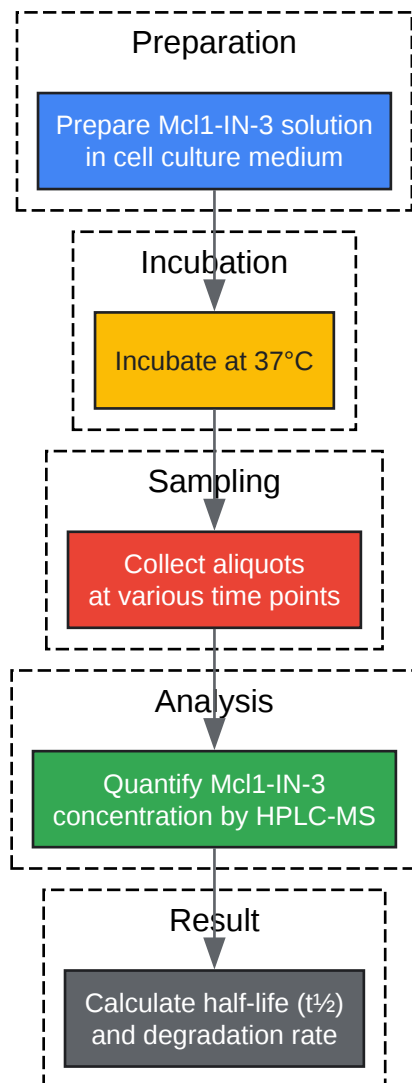 Preparation
Prepare Mcl1-IN-3 solution
in cell culture medium
Incubation
Incubate at 37°C
Sampling
Collect aliquots
at various time points
Analysis
Quantify Mcl1-IN-3
concentration by HPLC-MS
Result
Calculate half-life (t½)
and degradation rate